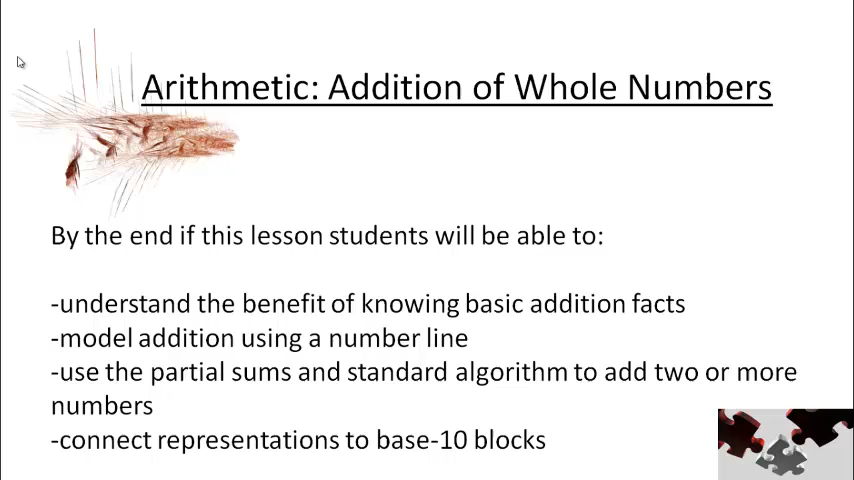 Arithmetic: Addition of Whole Numbers
By the end if this lesson students will be able to:
-understand the benefit of knowing basic addition facts
-model addition using a number line
-use the partial sums and standard algorithm to add two or more
numbers
-connect representations to base-10 blocks